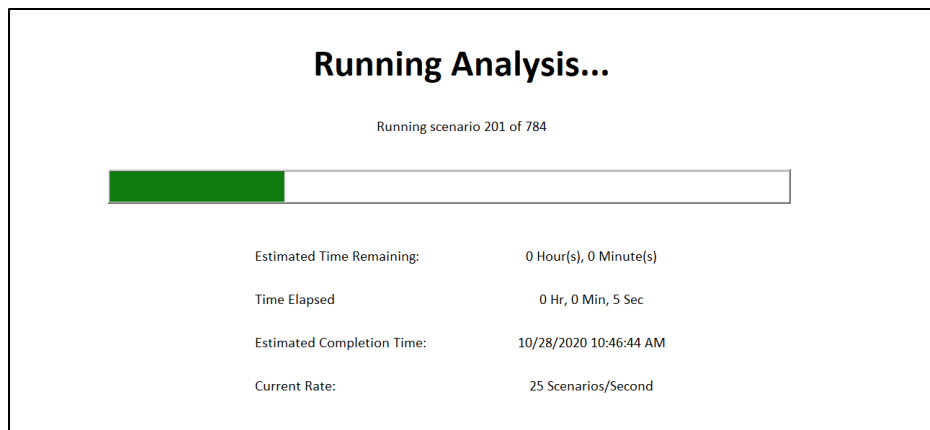 Running Analysis...
Running scenario 201 of 784
Estimated Time Remaining: 0 Hour(s), 0 Minute(s)
Time Elapsed 0 Hr, 0 Min, 5 Sec
Estimated Completion Time: 10/28/2020 10:46:44 AM
Current Rate: 25 Scenarios/Second